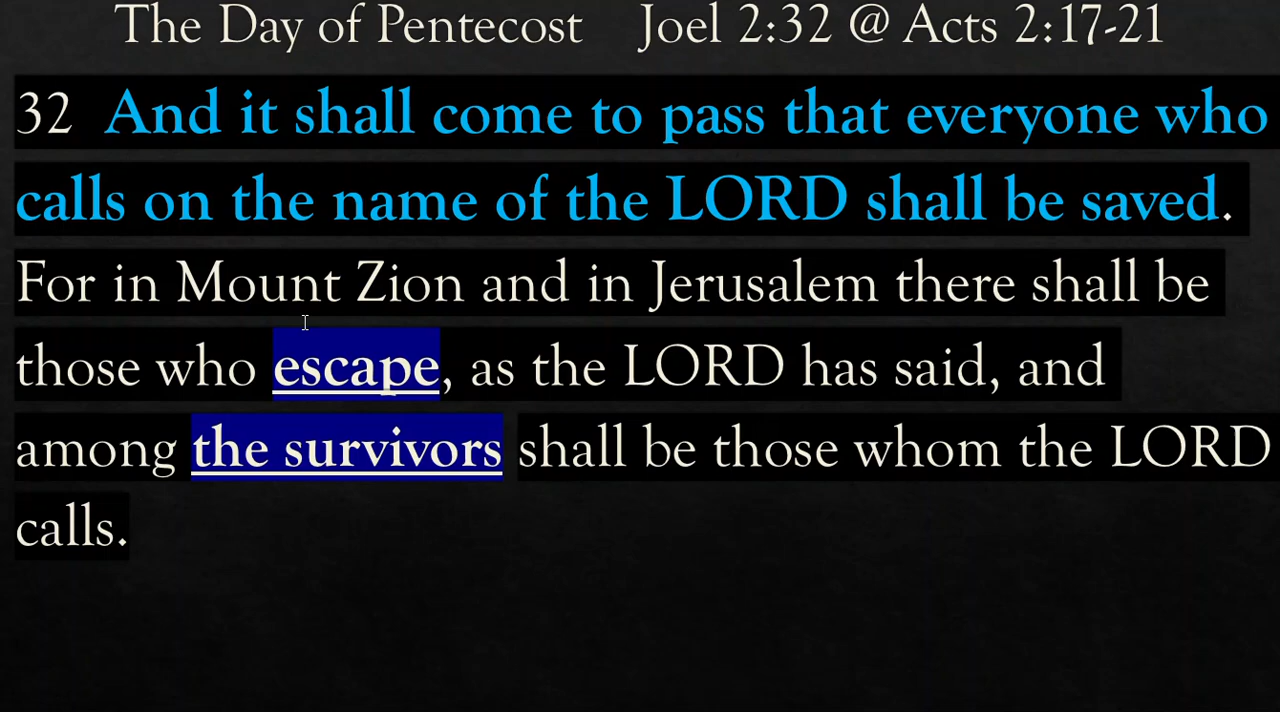 The Day of Pentecost Joel 2:32 @ Acts 2:17-21
32 And it shall come to pass that everyone who
calls on the name of the LORD shall be saved.
For in Mount Zion and in Jerusalem there shall be
those who escape, as the LORD has said, and
among the survivors shall be those whom the LORD
calls.